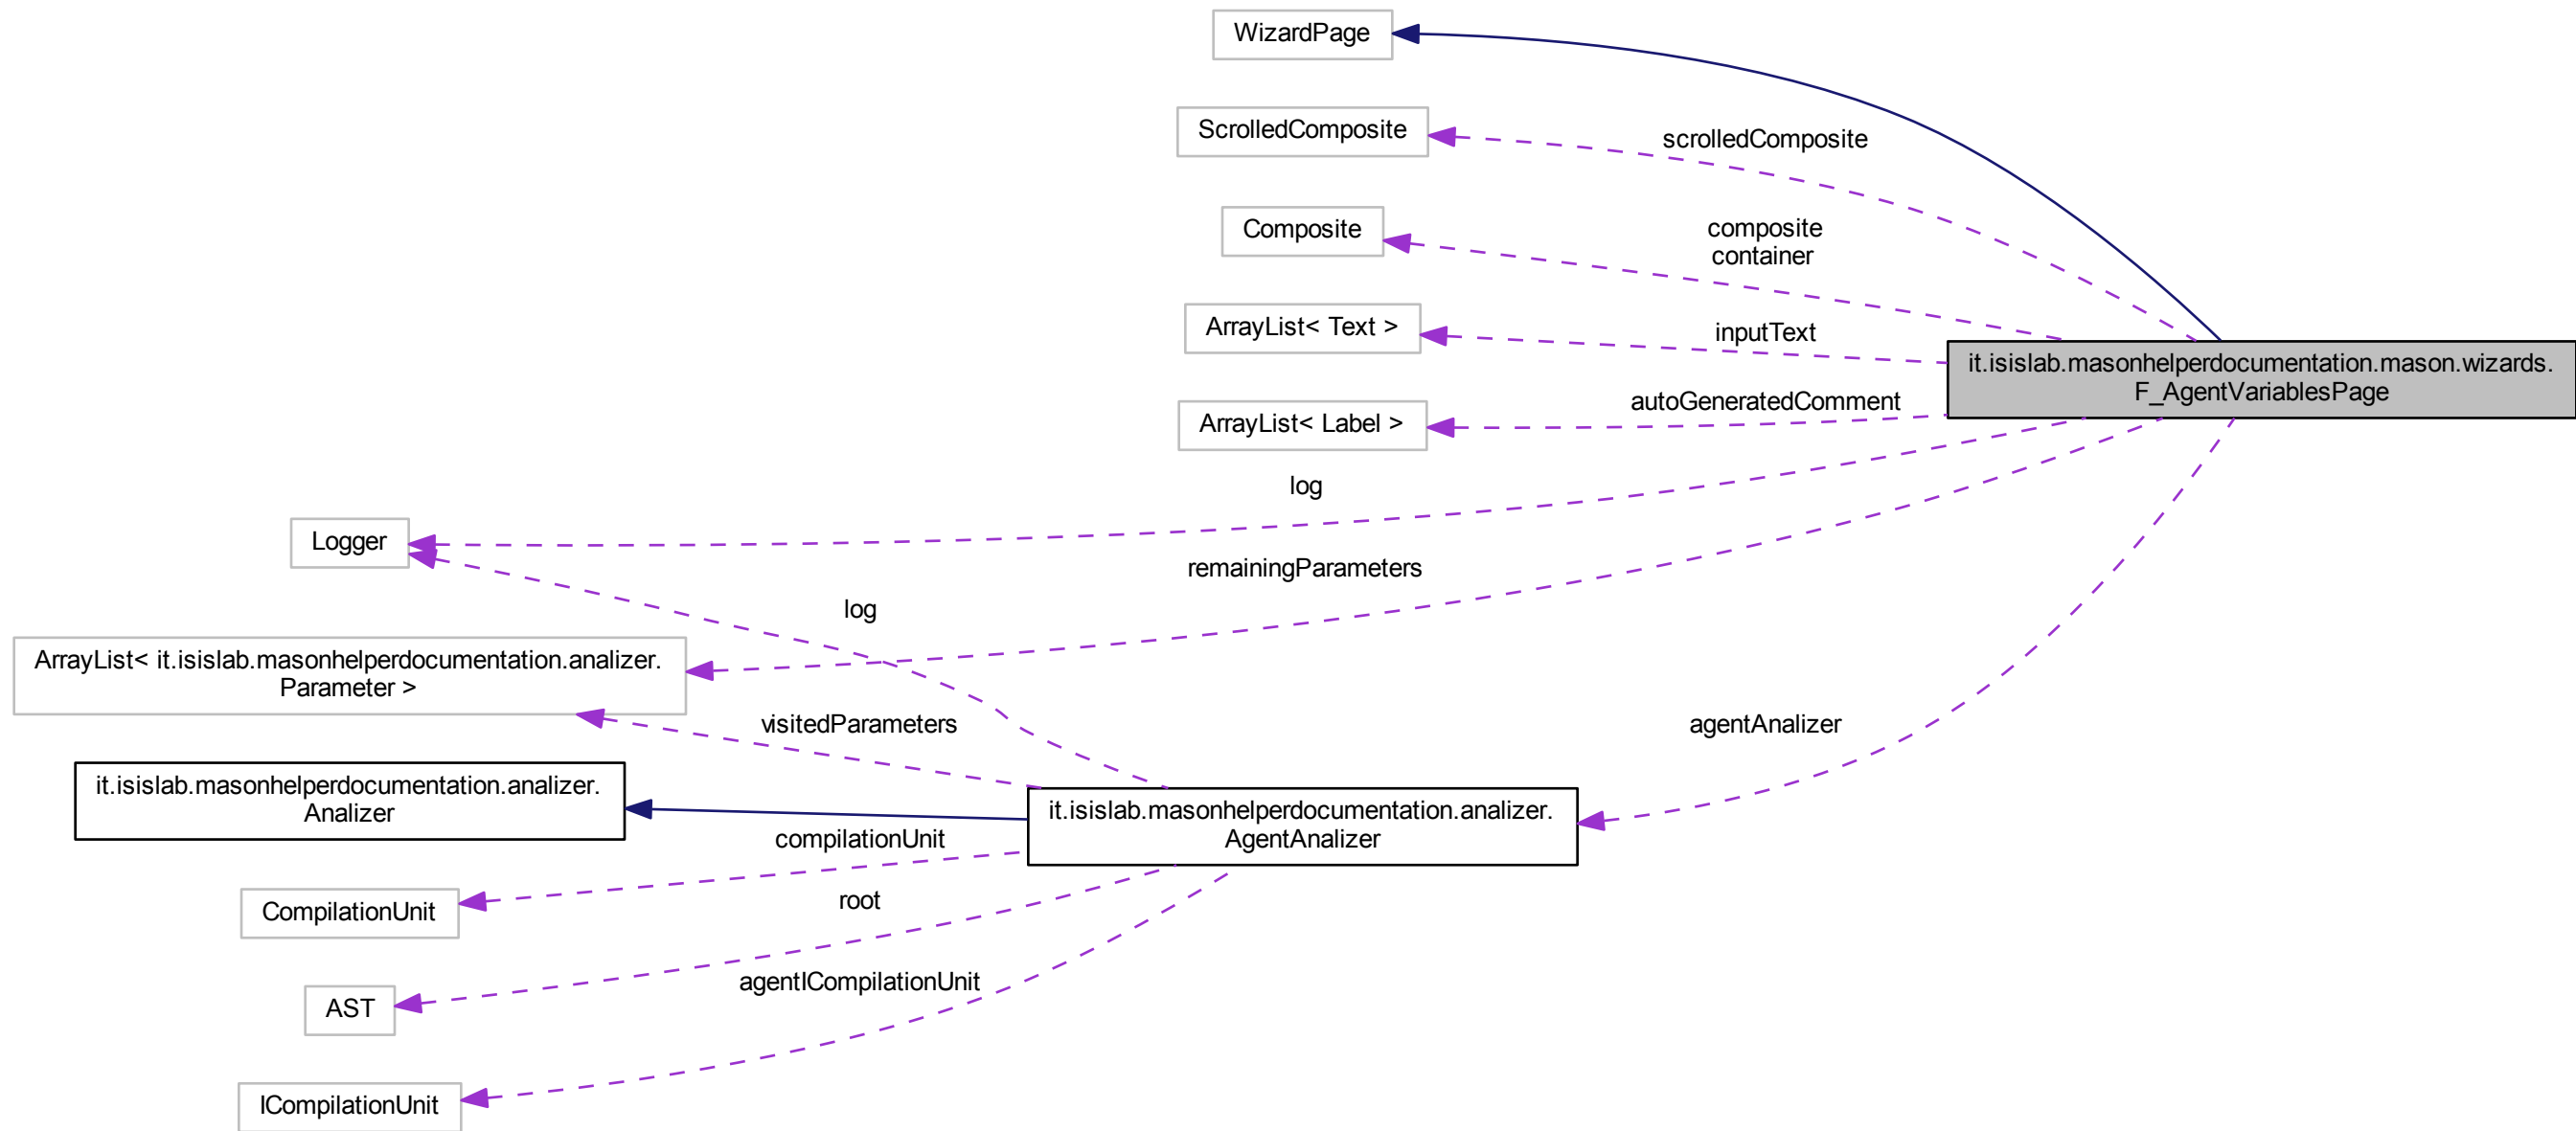 WizardPage
ScrolledComposite
scrolledComposite
Composite
composite
container
ArrayList< Text >
inputText
it.isislab.masonhelperdocumentation.mason.wizards.
F_AgentVariablesPage
ArrayList< Label >
autoGeneratedComment
log
Logger
remainingParameters
log
ArrayList< it.isislab.masonhelperdocumentation.analizer.
Parameter >
visitedParameters
agentAnalizer
it.isislab.masonhelperdocumentation.analizer.
Analizer
it.isislab.masonhelperdocumentation.analizer.
AgentAnalizer
compilationUnit
CompilationUnit
root
AST
agentICompilationUnit
ICompilationUnit